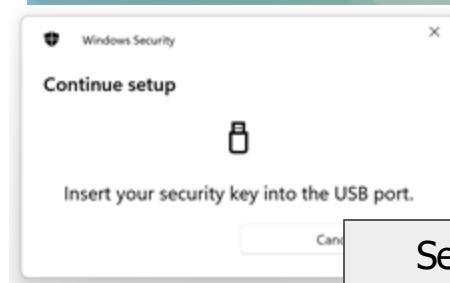 Windows Security
Continue setup
Insert your security key into the USB port.